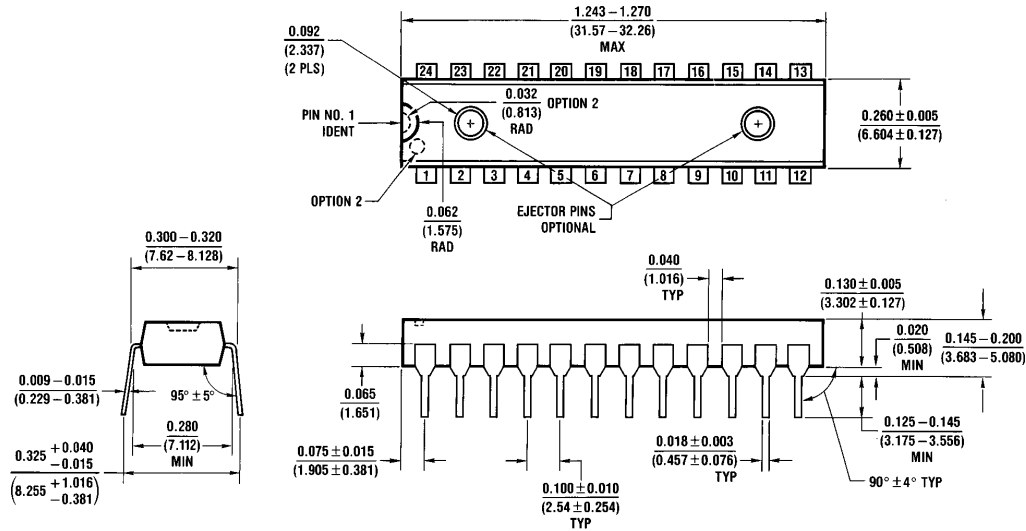 1.243 – 1.270
(31.57 – 32.26)
MAX
0.092
(2.337)
(2 PLS)
24 23 22 21 20 19 18 17 16 15 14 13
0.032
(0.813)
RAD
OPTION 2
PIN NO. 1
IDENT
0.260 ± 0.005
(6.604 ± 0.127)
1 2 3 4 5 6 7 8 9 10 11 12
OPTION 2
0.062
(1.575)
RAD
EJECTOR PINS
OPTIONAL
0.300 – 0.320
(7.62 – 8.128)
0.040
(1.016)
TYP
0.130 ± 0.005
(3.302 ± 0.127)
0.020
(0.508)
MIN
0.145 – 0.200
(3.683 – 5.080)
0.009 – 0.015
(0.229 – 0.381)
95° ± 5°
0.065
(1.651)
0.280
(7.112)
MIN
0.325 +0.040
−0.015
(8.255 +1.016
−0.381)
0.075 ± 0.015
(1.905 ± 0.381)
0.100 ± 0.010
(2.54 ± 0.254)
TYP
0.018 ± 0.003
(0.457 ± 0.076)
TYP
0.125 – 0.145
(3.175 – 3.556)
MIN
90° ± 4° TYP